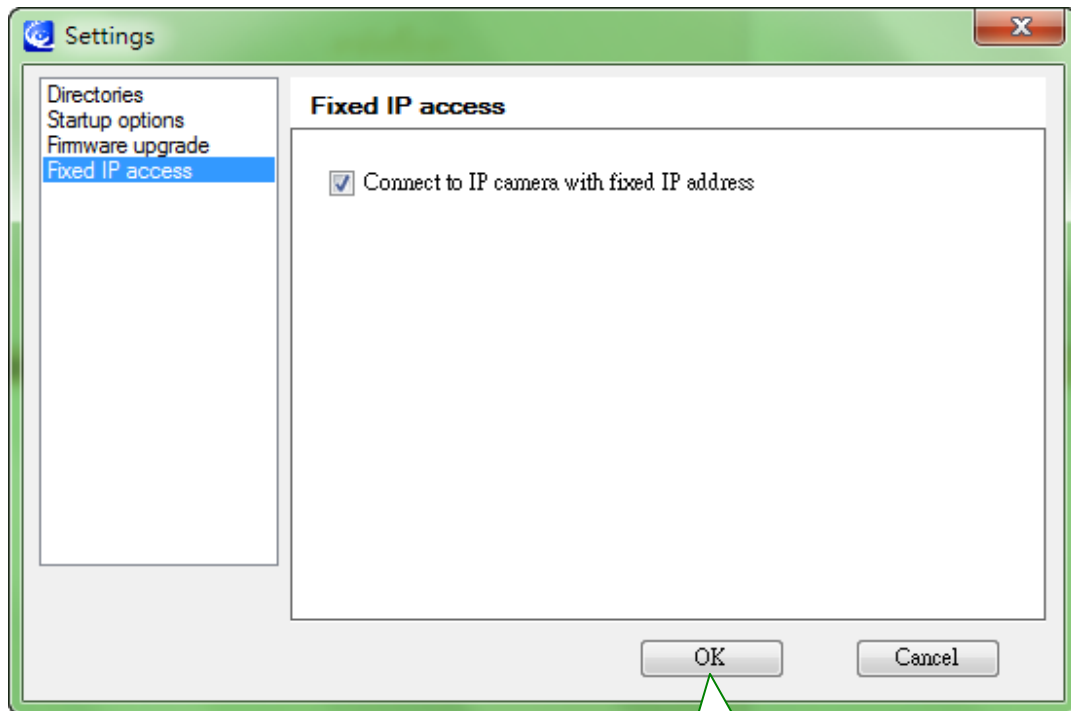 Settings
Directories
Startup options
Firmware upgrade
Fixed IP access
Fixed IP access
Connect to IP camera with fixed IP address
OK
Cancel